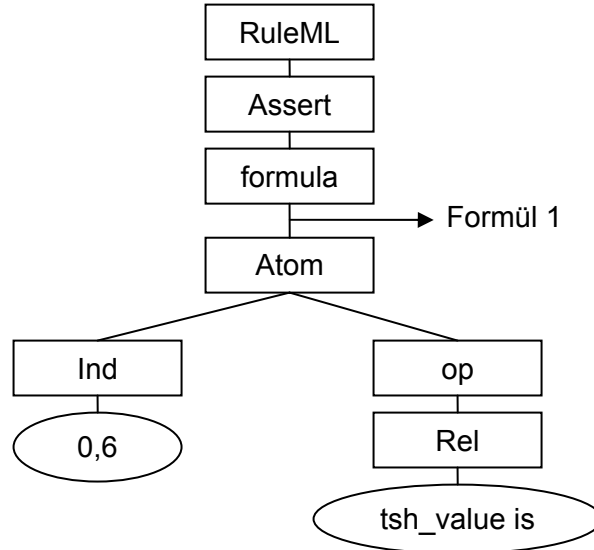 RuleML
Assert
formula
Formül 1
Atom
Ind
op
0,6
Rel
tsh_value is